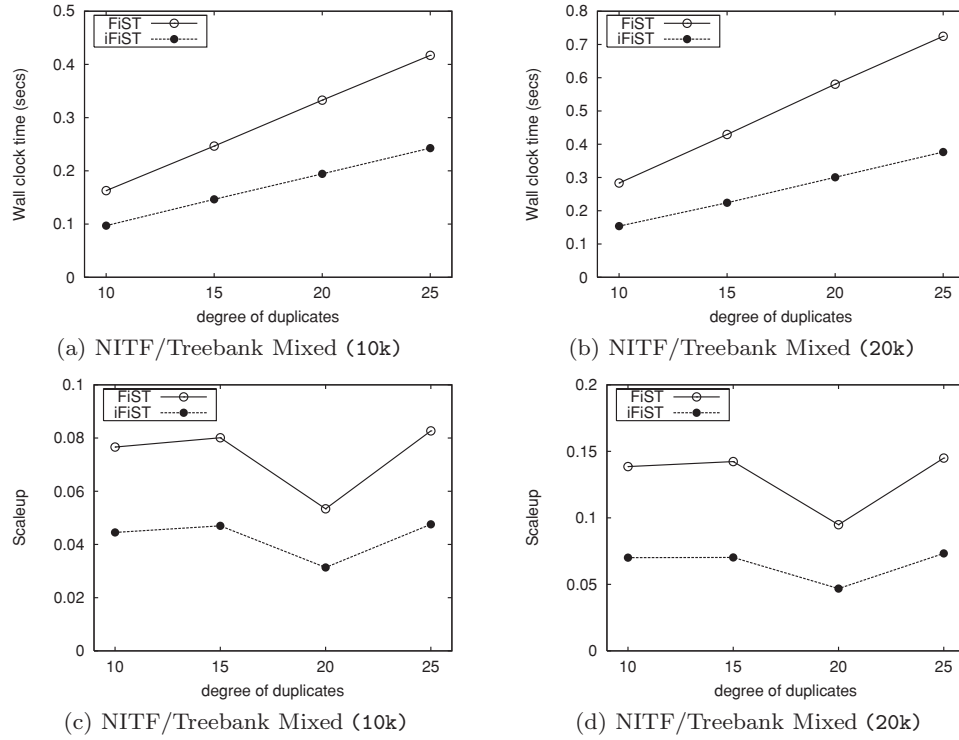 FiST
iFiST
0.5
0.4
0.3
0.2
0.1
0
Wall clock time (secs)
10 15 20 25
degree of duplicates
(a) NITF/Treebank Mixed (10k)
FiST
iFiST
0.8
0.7
0.6
0.5
0.4
0.3
0.2
0.1
0
Wall clock time (secs)
10 15 20 25
degree of duplicates
(b) NITF/Treebank Mixed (20k)
FiST
iFiST
0.1
0.08
0.06
0.04
0.02
0
Scaleup
10 15 20 25
degree of duplicates
(c) NITF/Treebank Mixed (10k)
FiST
iFiST
0.2
0.15
0.1
0.05
0
Scaleup
10 15 20 25
degree of duplicates
(d) NITF/Treebank Mixed (20k)